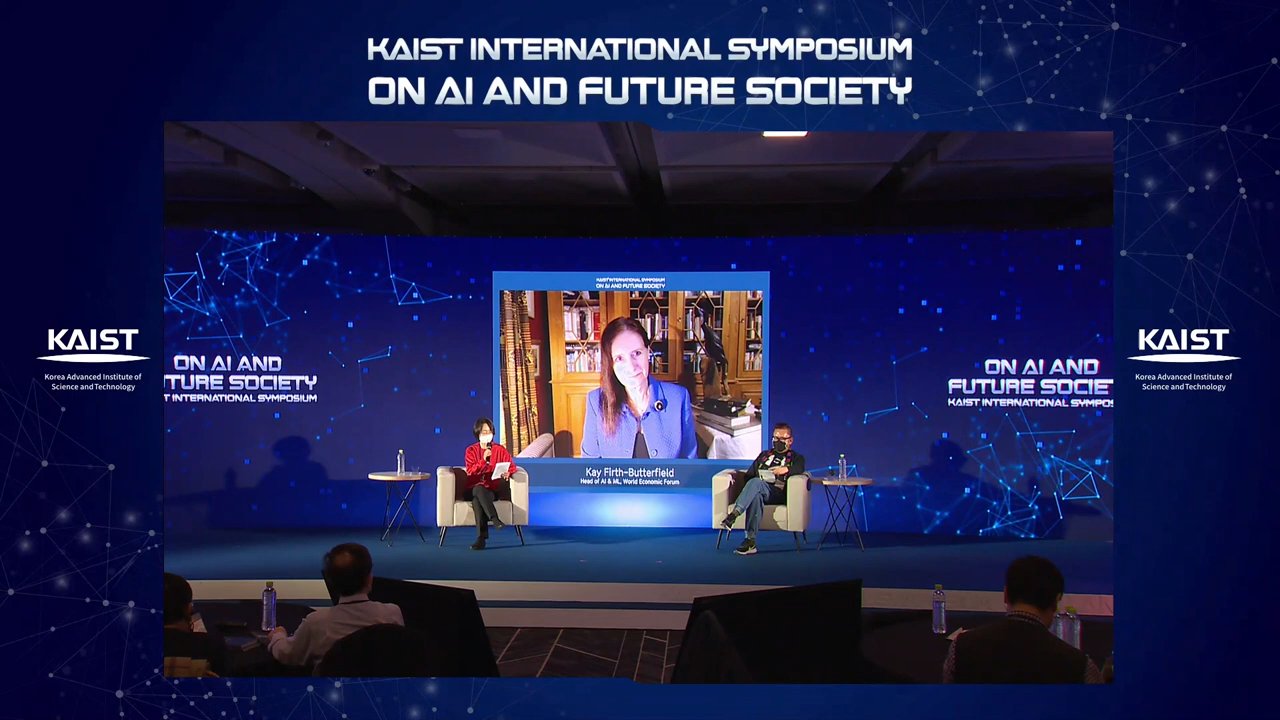 KAIST INTERNATIONAL SYMPOSIUM
ON AI AND FUTURE SOCIETY
KAIST INTERNATIONAL SYMPOSIUM
ON AI AND FUTURE SOCIETY
KAIST
Korea Advanced Institute of
Science and Technology
ON AI AND
TURE SOCIETY
T INTERNATIONAL SYMPOSIUM
ON AI AND
FUTURE SOCIET
KAIST INTERNATIONAL SYMPOS
KAIST
Korea Advanced Institute of
Science and Technology
Kay Firth-Butterfield
Head of AI & ML, World Economic Forum